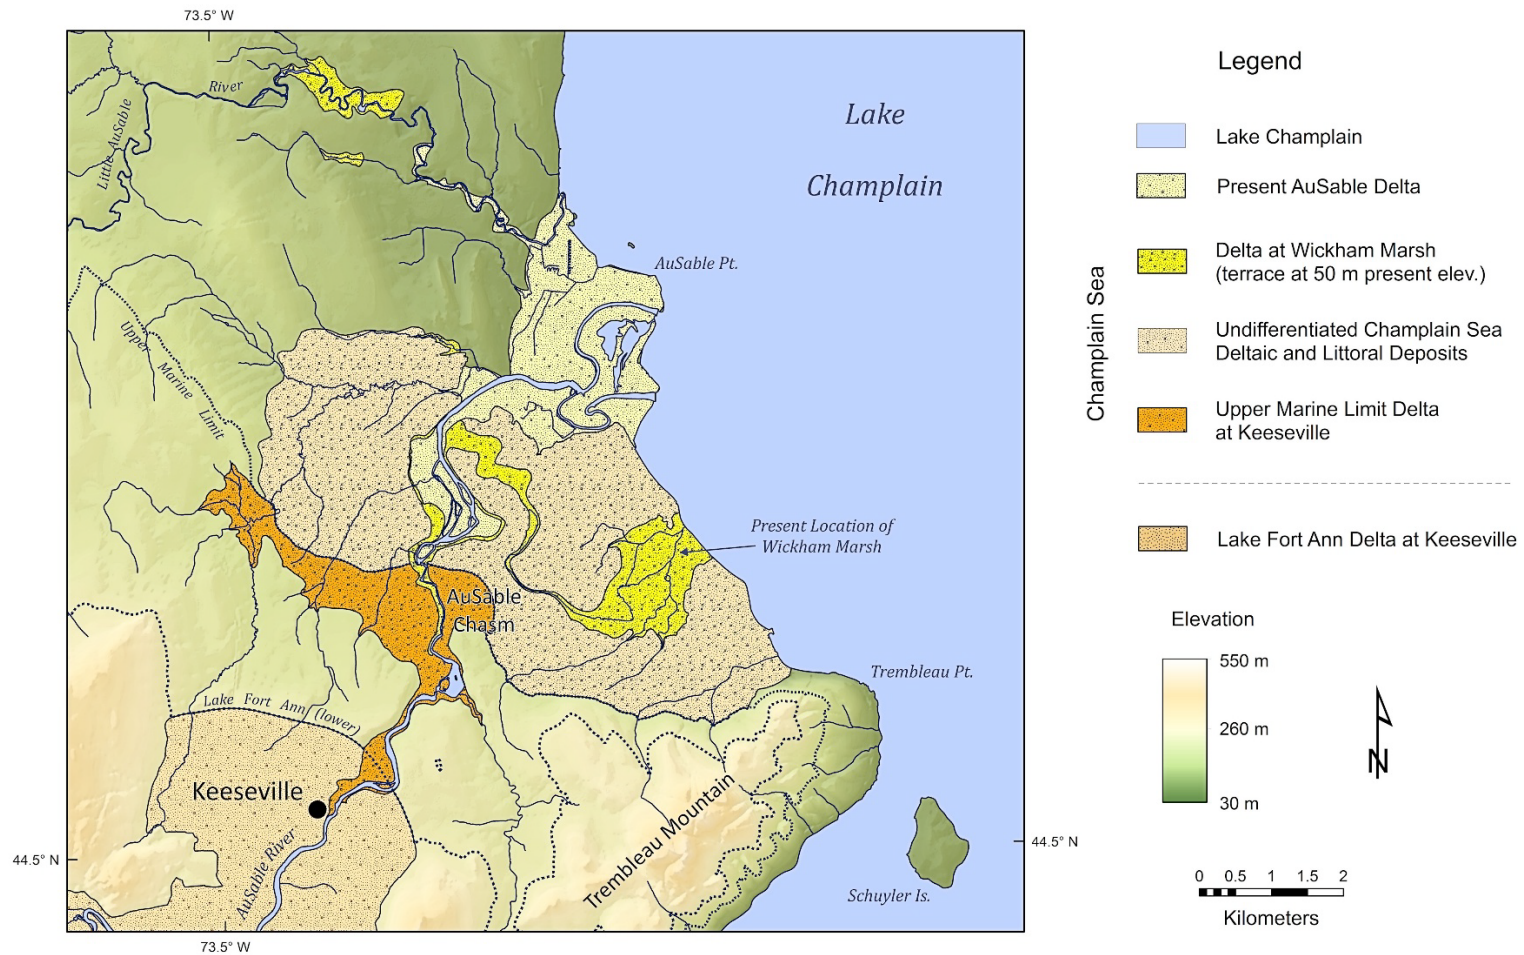 73.5° W
Legend
River
Lake
Champlain
Little AuSable
AuSable Pt.
Upper Marine Limit
Present Location of
Wickham Marsh
AuSable
Chasm
Trembleau Pt.
Lake Fort Ann (lower)
Keeseville
Trembleau Mountain
AuSable River
Schuyler Is.
44.5° N
44.5° N
73.5° W
Champlain Sea
Lake Champlain
Present AuSable Delta
Delta at Wickham Marsh
(terrace at 50 m present elev.)
Undifferentiated Champlain Sea
Deltaic and Littoral Deposits
Upper Marine Limit Delta
at Keeseville
Lake Fort Ann Delta at Keeseville
Elevation
550 m
260 m
30 m
N
0 0.5 1 1.5 2
Kilometers